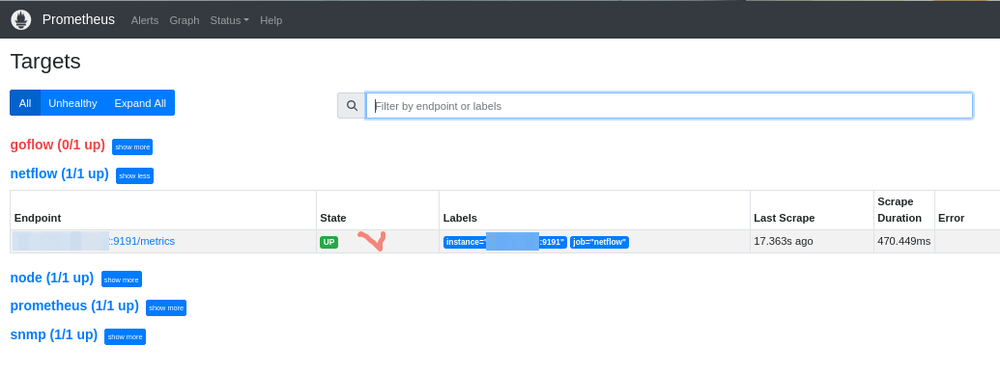 Prometheus Alerts Graph Status Help
Targets
All Unhealthy Expand All
Filter by endpoint or labels
goflow (0/1 up) show more
netflow (1/1 up) show less
Endpoint State Labels Last Scrape Scrape Duration Error
:9191/metrics UP instance=" :9191" job="netflow" 17.363s ago 470.449ms
node (1/1 up) show more
prometheus (1/1 up) show more
snmp (1/1 up) show more